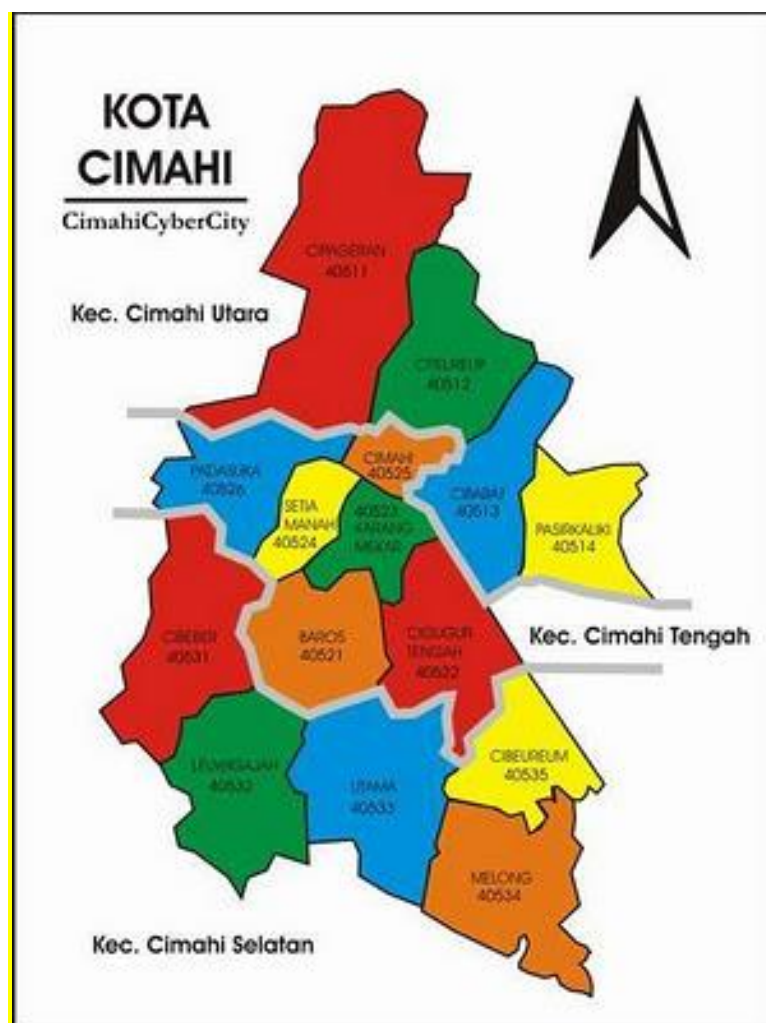 KOTA
CIMAHI
CimahiCyberCity
CIPAGERAN
40511
Kec. Cimahi Utara
CITEUREUP
40512
CIMAHI
40525
PADASUKA
40526
SETIA
MANAH
40524
40523
KARANG
MEKAR
CIBABAT
40513
PASIRKALIKI
40514
CIBEBER
40531
BAROS
40521
CIGUGUR
TENGAH
40522
Kec. Cimahi Tengah
LEUWIGAJAH
40532
UTAMA
40533
CIBEUREUM
40535
MELONG
40534
Kec. Cimahi Selatan